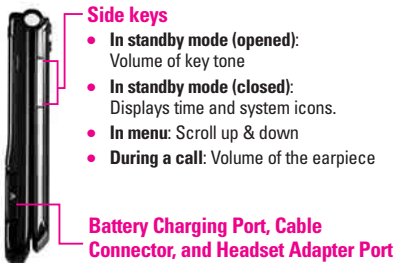 Side keys
• In standby mode (opened):
Volume of key tone
• In standby mode (closed):
Displays time and system icons.
• In menu: Scroll up & down
• During a call: Volume of the earpiece
Battery Charging Port, Cable
Connector, and Headset Adapter Port